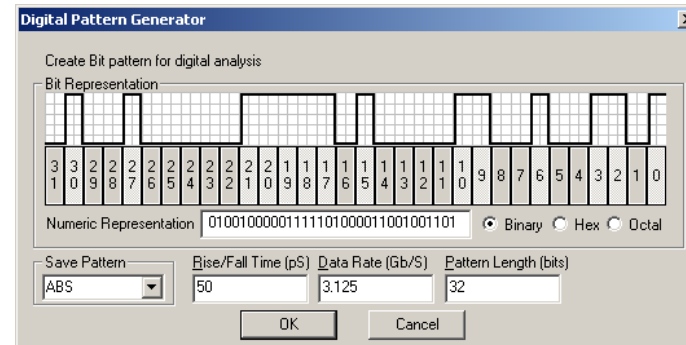 Digital Pattern Generator
Create Bit pattern for digital analysis
Bit Representation
31 30 29 28 27 26 25 24 23 22 21 20 19 18 17 16 15 14 13 12 11 10 9 8 7 6 5 4 3 2 1 0
Numeric Representation 01001000001111101000011001001101 Binary Hex Octal
Save Pattern Rise/Fall Time (pS) Data Rate (Gb/S) Pattern Length (bits)
ABS 50 3.125 32
OK Cancel